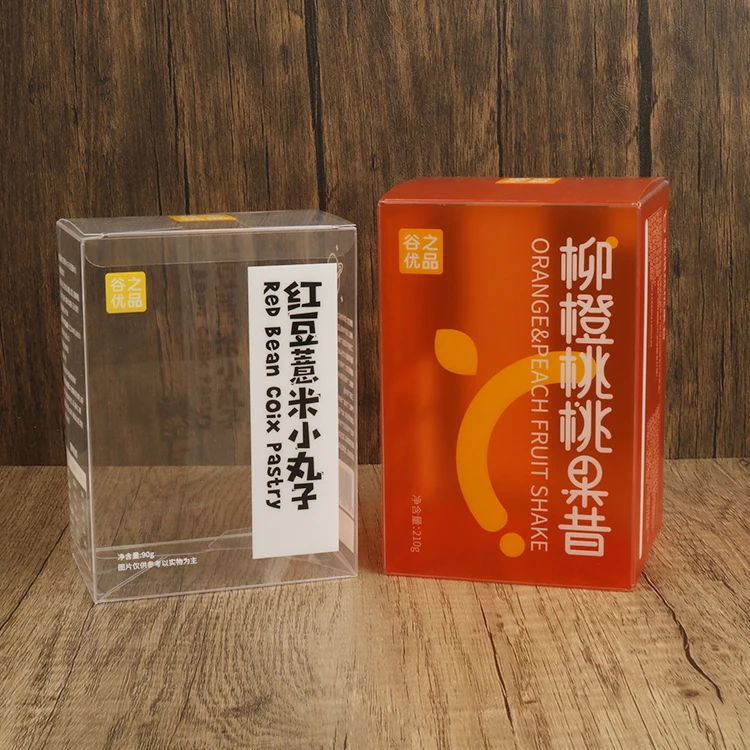 谷之
优品
红豆薏米小丸子
Red Bean Coix Pastry
净含量:90g
图片仅供参考以实物为主
谷之
优品
柳橙桃桃果昔
ORANGE&PEACH FRUIT SHAKE
净含量:210g